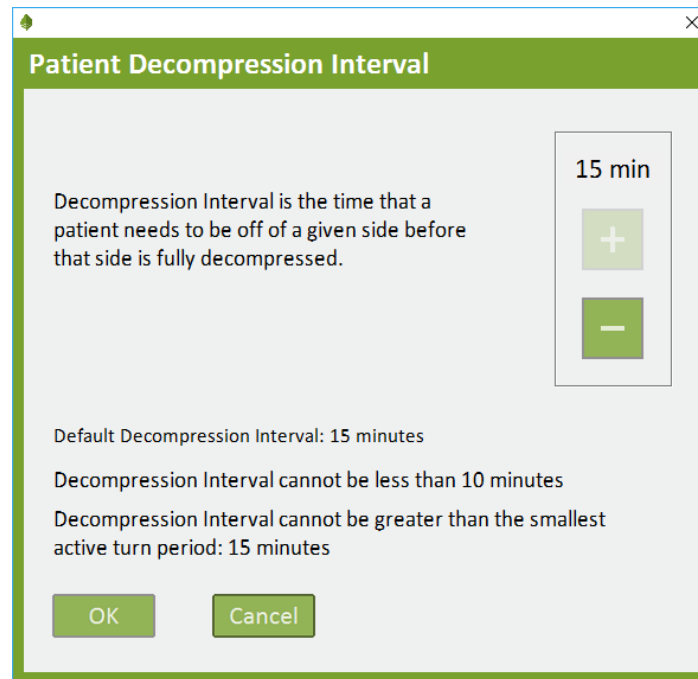 Patient Decompression Interval
15 min
Decompression Interval is the time that a
patient needs to be off of a given side before
that side is fully decompressed.
+
−
Default Decompression Interval: 15 minutes
Decompression Interval cannot be less than 10 minutes
Decompression Interval cannot be greater than the smallest
active turn period: 15 minutes
OK
Cancel